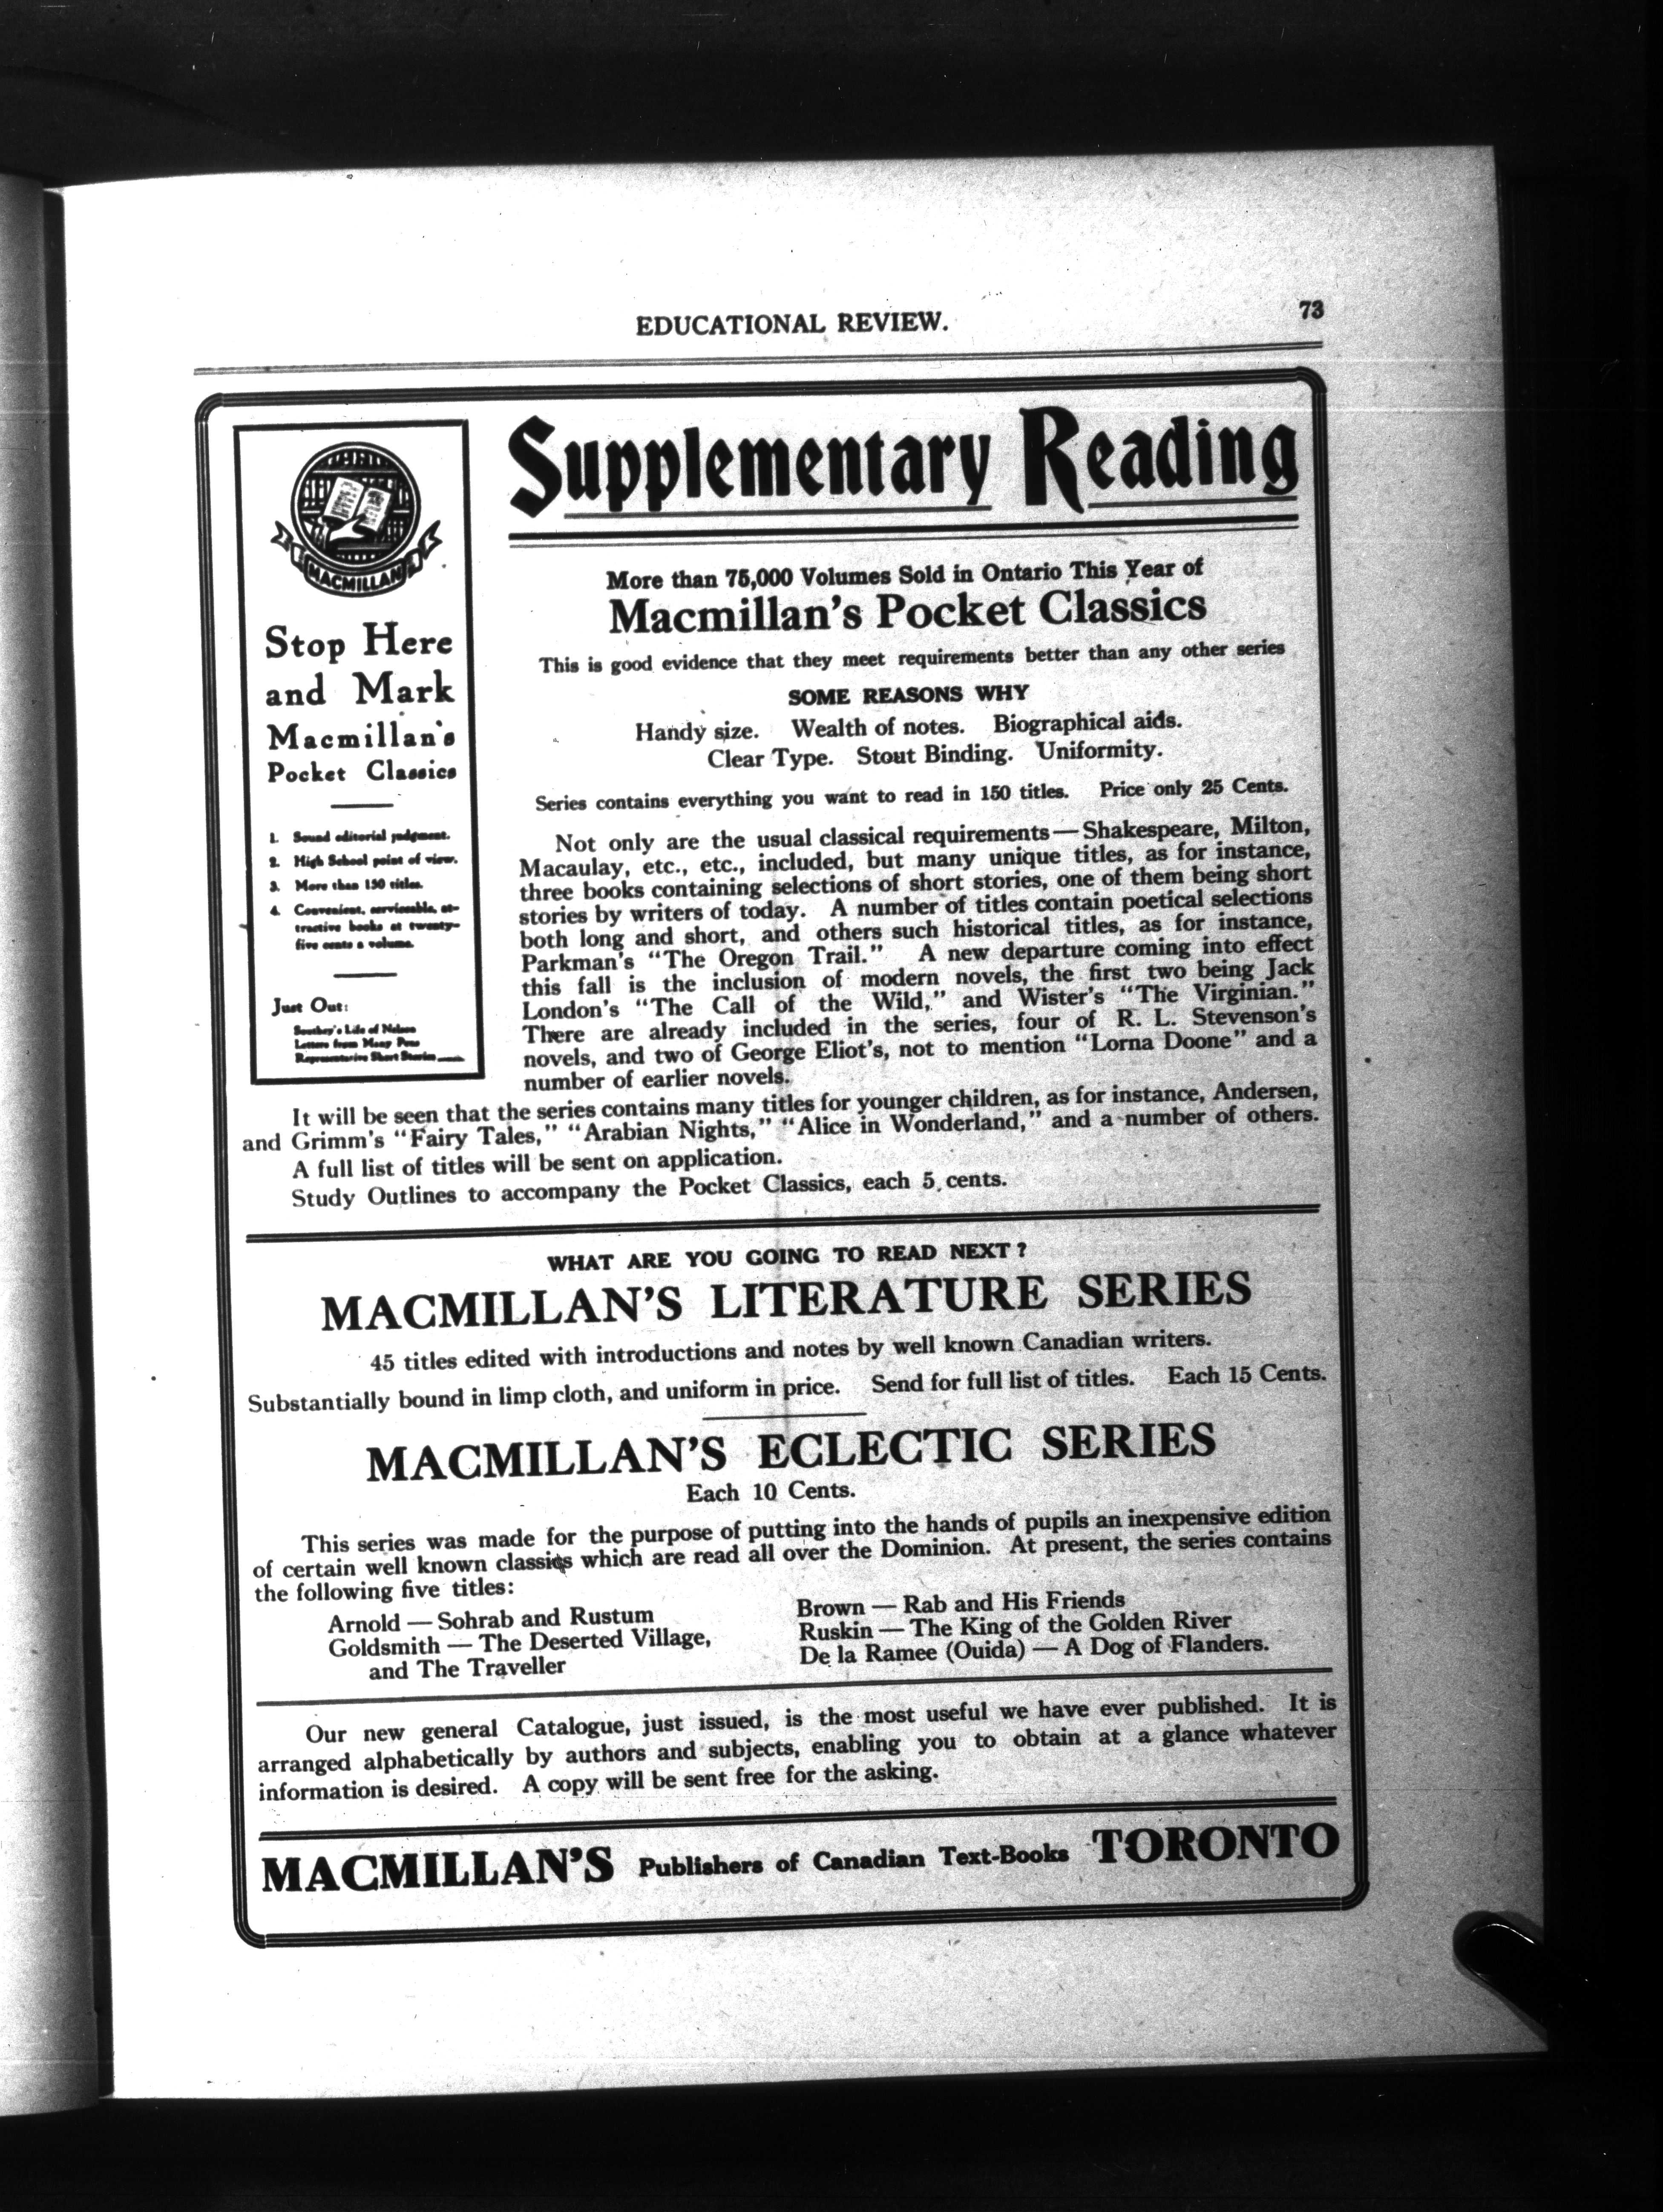 EDUCATIONAL REVIEW. 73
MACMILLAN
Stop Here
and Mark
Macmillan's
Pocket Classics
1. Sound editorial judgment.
2. High School point of view.
3. More than 150 titles.
4. Convenient, serviceable, at-
tractive books at twenty-
five cents a volume.
Just Out:
Southey's Life of Nelson
Letters from Many Pens
Representative Short Stories
Supplementary Reading
More than 75,000 Volumes Sold in Ontario This Year of
Macmillan's Pocket Classics
This is good evidence that they meet requirements better than any other series
SOME REASONS WHY
Handy size. Wealth of notes. Biographical aids.
Clear Type. Stout Binding. Uniformity.
Series contains everything you want to read in 150 titles. Price only 25 Cents.
Not only are the usual classical requirements — Shakespeare, Milton,
Macaulay, etc., etc., included, but many unique titles, as for instance,
three books containing selections of short stories, one of them being short
stories by writers of today. A number of titles contain poetical selections
both long and short, and others such historical titles, as for instance,
Parkman's "The Oregon Trail." A new departure coming into effect
this fall is the inclusion of modern novels, the first two being Jack
London's "The Call of the Wild," and Wister's "The Virginian."
There are already included in the series, four of R. L. Stevenson's
novels, and two of George Eliot's, not to mention "Lorna Doone" and a
number of earlier novels.
It will be seen that the series contains many titles for younger children, as for instance, Andersen,
and Grimm's "Fairy Tales," "Arabian Nights," "Alice in Wonderland," and a number of others.
A full list of titles will be sent on application.
Study Outlines to accompany the Pocket Classics, each 5 cents.
WHAT ARE YOU GOING TO READ NEXT?
MACMILLAN'S LITERATURE SERIES
45 titles edited with introductions and notes by well known Canadian writers.
Substantially bound in limp cloth, and uniform in price. Send for full list of titles. Each 15 Cents.
MACMILLAN'S ECLECTIC SERIES
Each 10 Cents.
This series was made for the purpose of putting into the hands of pupils an inexpensive edition
of certain well known classics which are read all over the Dominion. At present, the series contains
the following five titles:
Arnold — Sohrab and Rustum
Goldsmith — The Deserted Village,
and The Traveller
Brown — Rab and His Friends
Ruskin — The King of the Golden River
De la Ramee (Ouida) — A Dog of Flanders.
Our new general Catalogue, just issued, is the most useful we have ever published. It is
arranged alphabetically by authors and subjects, enabling you to obtain at a glance whatever
information is desired. A copy will be sent free for the asking.
MACMILLAN'S Publishers of Canadian Text-Books TORONTO